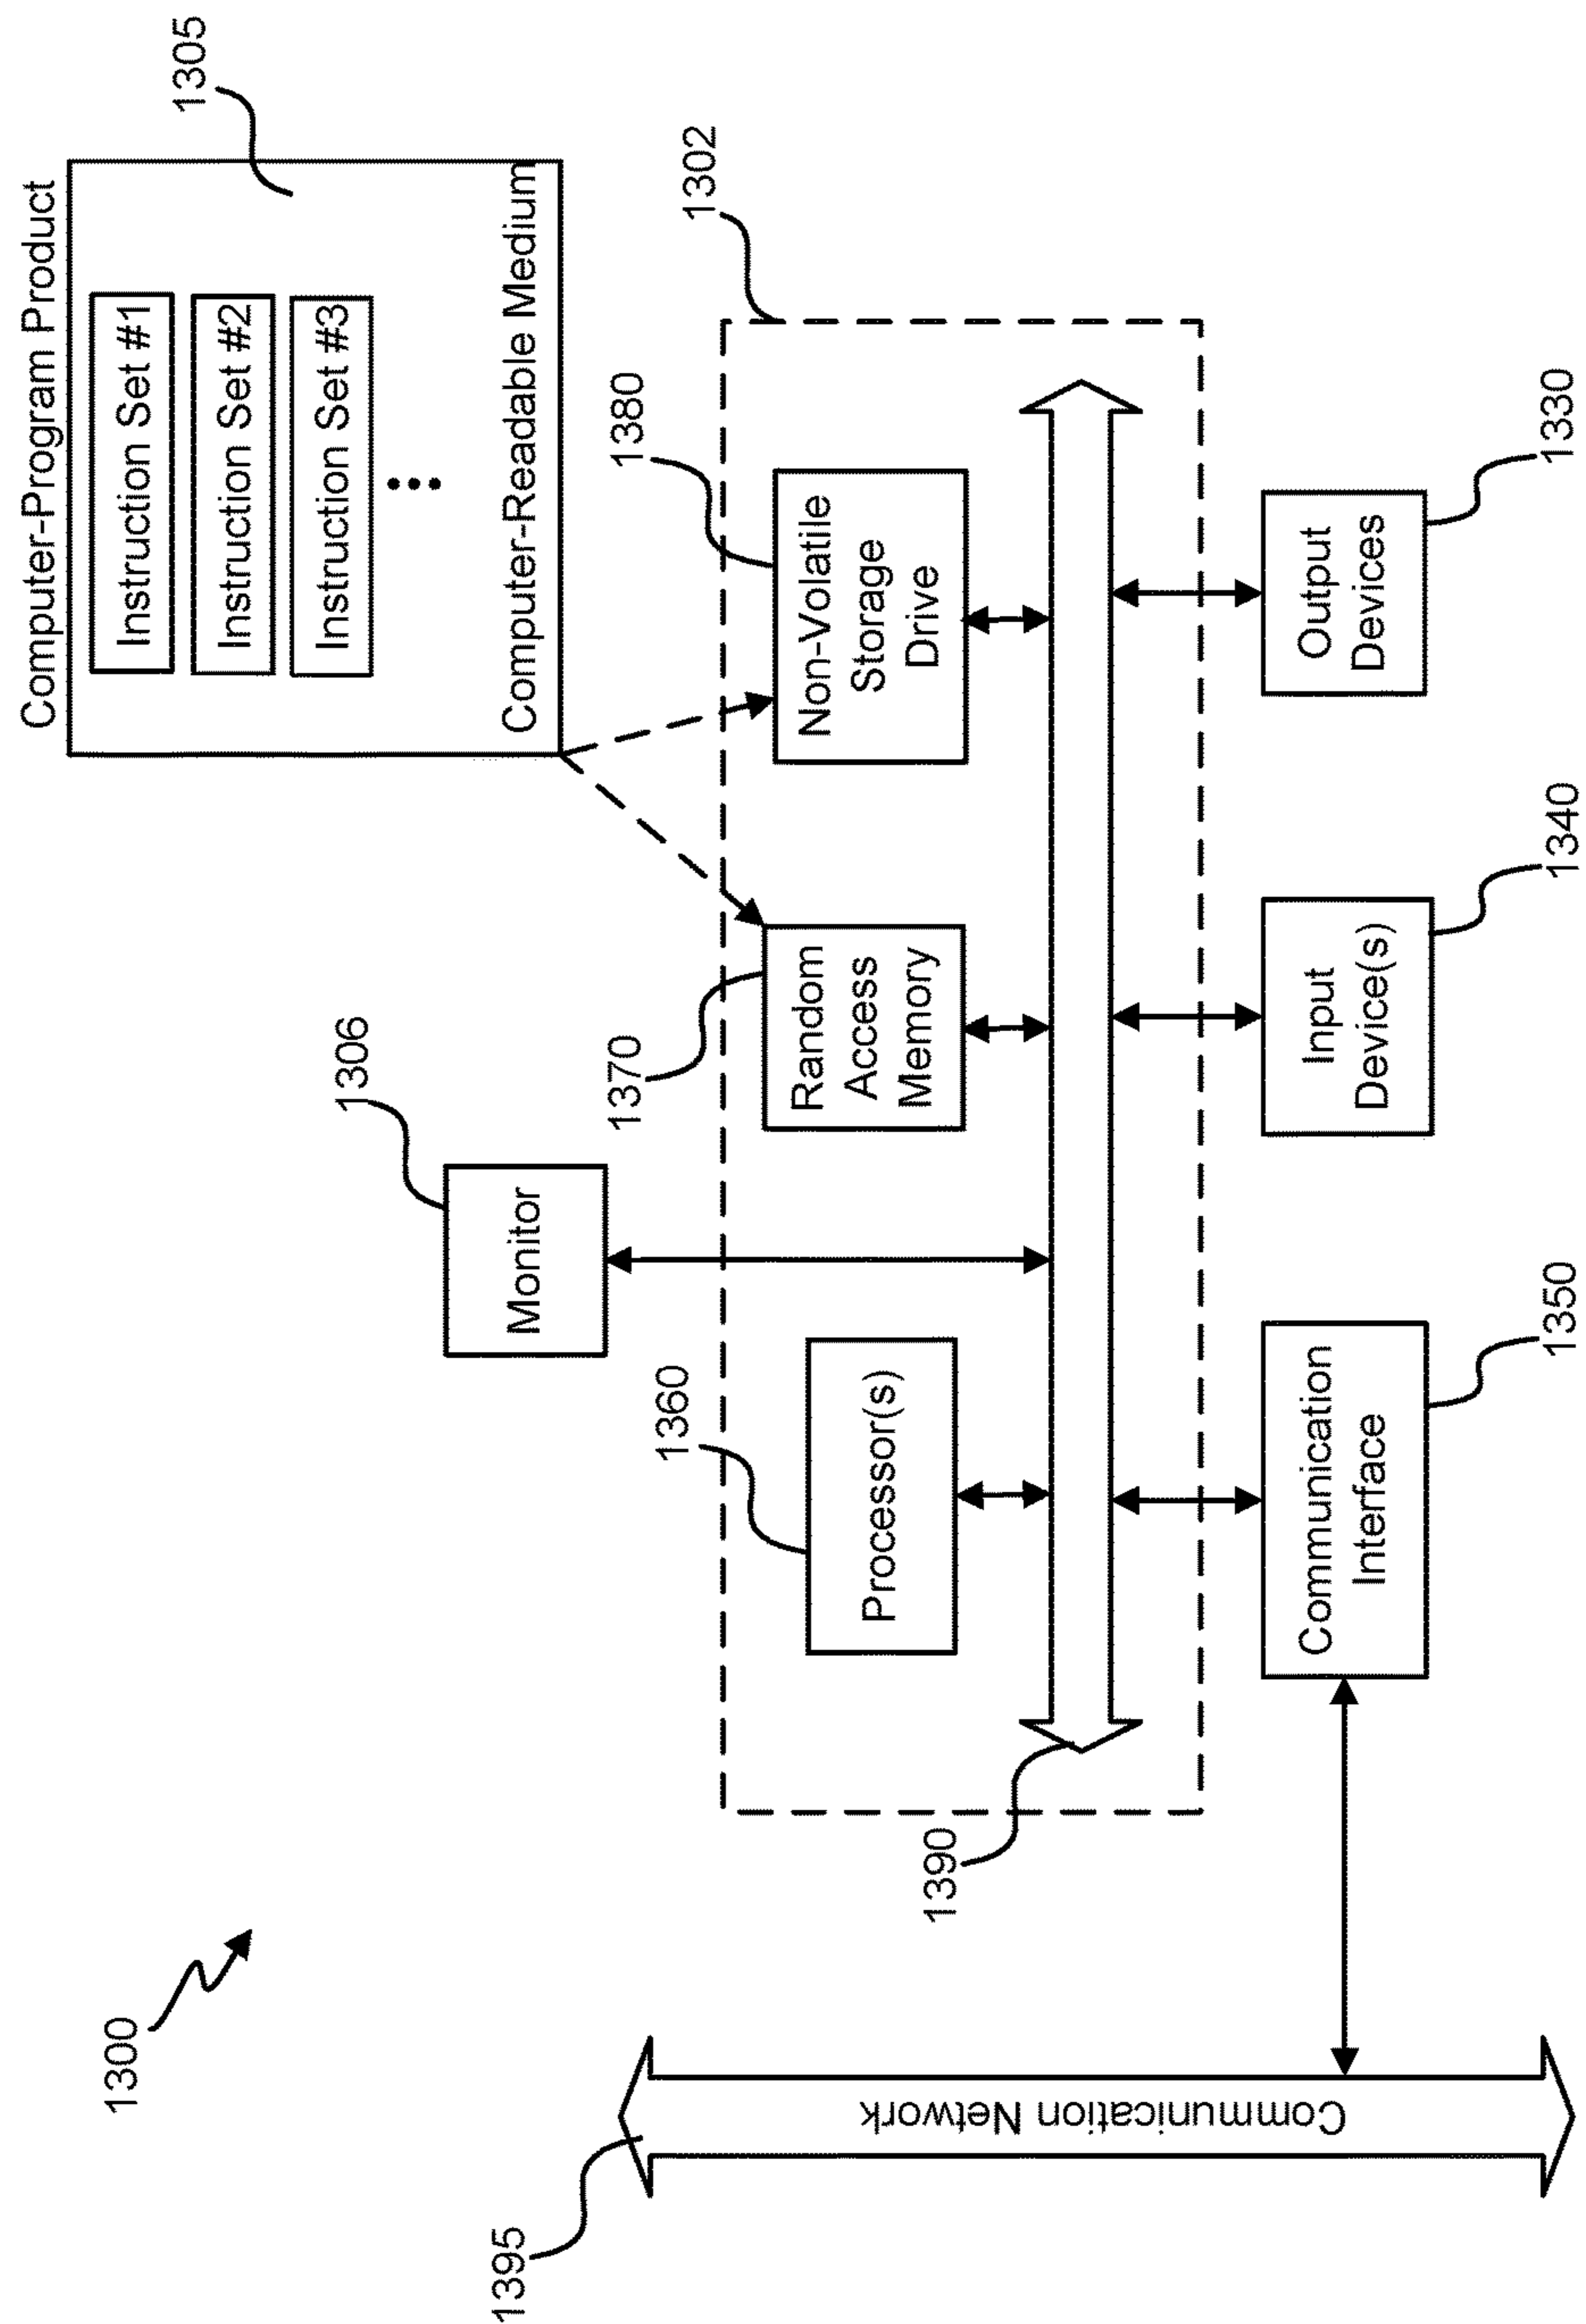 1300
Computer-Program Product
Instruction Set #1
Instruction Set #2
Instruction Set #3
Computer-Readable Medium
1305
1306
Monitor
1302
1360
Processor(s)
1370
Random
Access
Memory
1380
Non-Volatile
Storage
Drive
1390
1395
Communication Network
Communication
Interface
1350
Input
Device(s)
1340
Output
Devices
1330